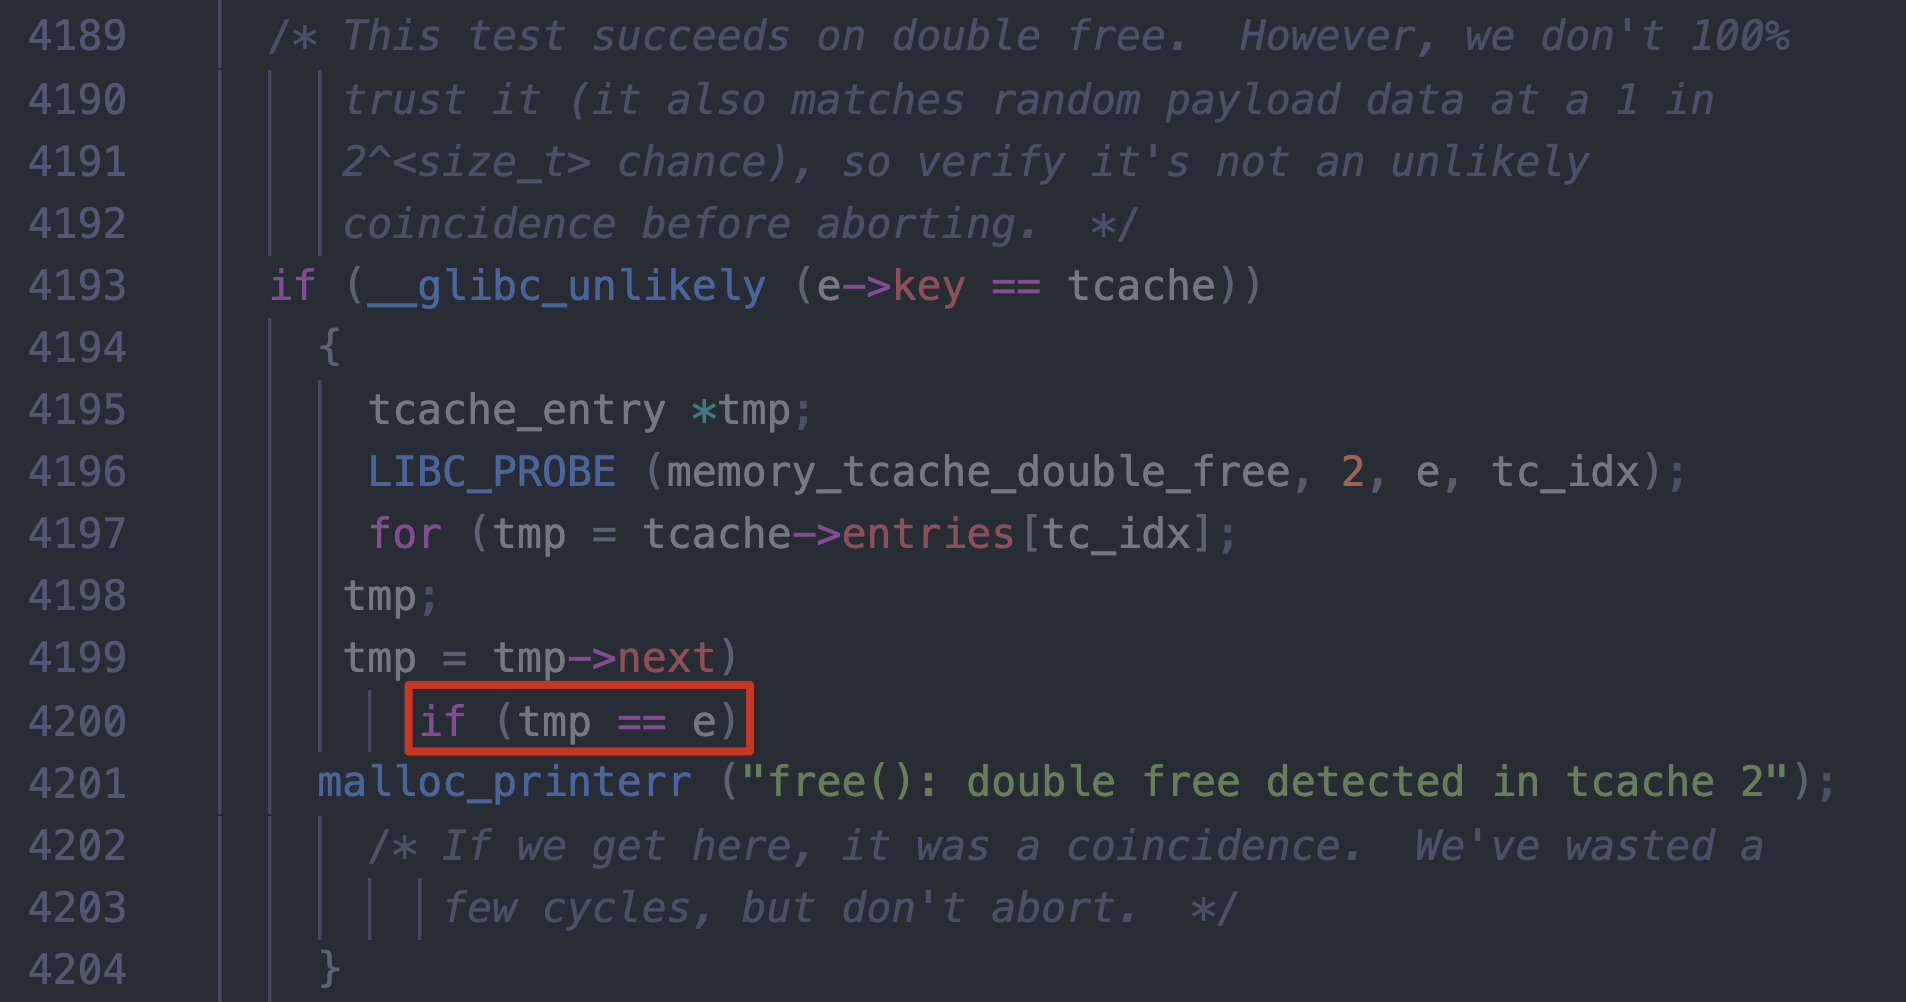 4189 /* This test succeeds on double free.  However, we don't 100%
4190 trust it (it also matches random payload data at a 1 in
4191 2^<size_t> chance), so verify it's not an unlikely
4192 coincidence before aborting.  */
4193 if (__glibc_unlikely (e->key == tcache))
4194 {
4195 tcache_entry *tmp;
4196 LIBC_PROBE (memory_tcache_double_free, 2, e, tc_idx);
4197 for (tmp = tcache->entries[tc_idx];
4198 tmp;
4199 tmp = tmp->next)
4200 if (tmp == e)
4201 malloc_printerr ("free(): double free detected in tcache 2");
4202 /* If we get here, it was a coincidence.  We've wasted a
4203 few cycles, but don't abort.  */
4204 }